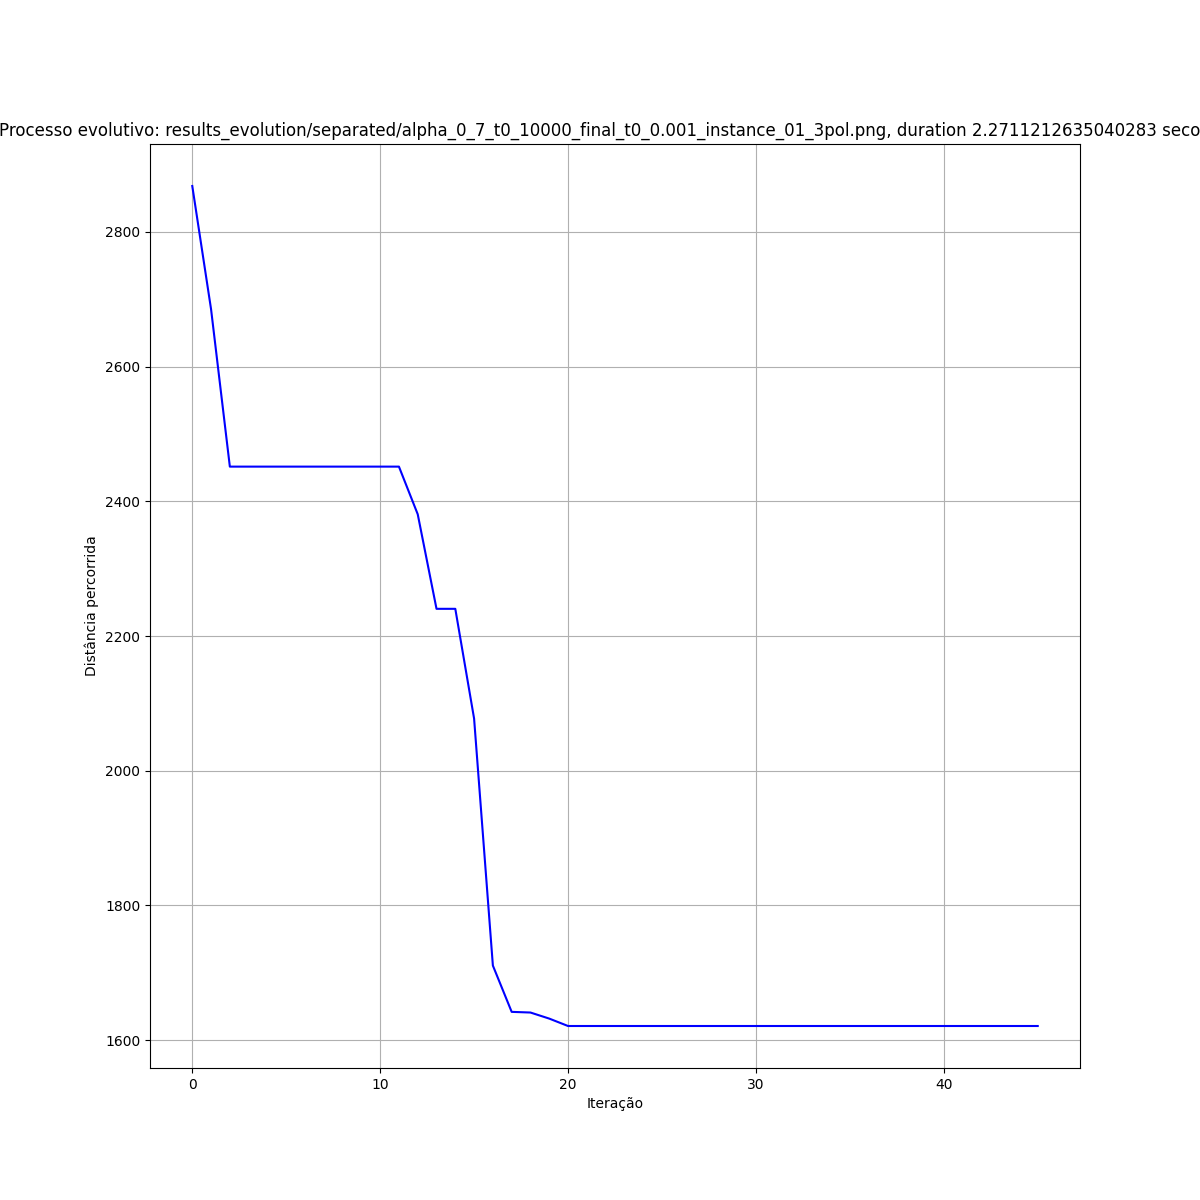 Processo evolutivo: results_evolution/separated/alpha_0_7_t0_10000_final_t0_0.001_instance_01_3pol.png, duration 2.2711212635040283 seco
2800
2600
2400
2200
2000
1800
1600
Distância percorrida
0 10 20 30 40
Iteração